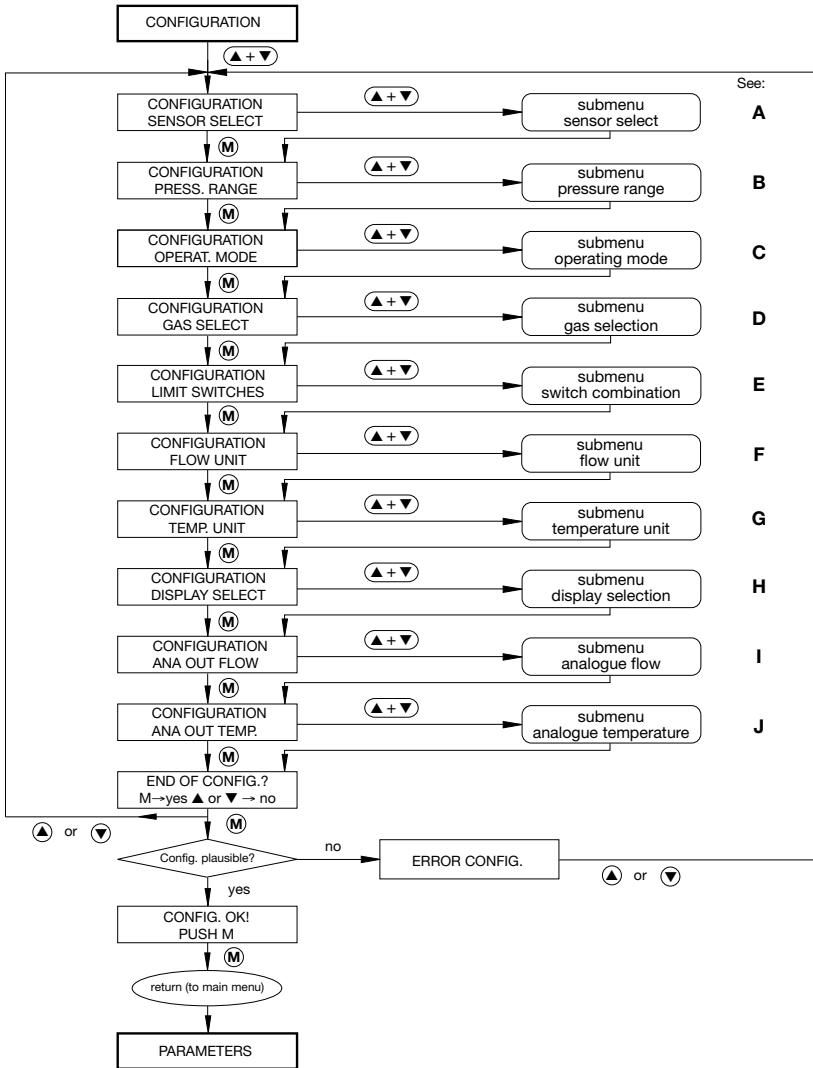 CONFIGURATION
▲ + ▼
See:
CONFIGURATION
SENSOR SELECT
▲ + ▼
submenu
sensor select
A
M
CONFIGURATION
PRESS. RANGE
▲ + ▼
submenu
pressure range
B
M
CONFIGURATION
OPERAT. MODE
▲ + ▼
submenu
operating mode
C
M
CONFIGURATION
GAS SELECT
▲ + ▼
submenu
gas selection
D
M
CONFIGURATION
LIMIT SWITCHES
▲ + ▼
submenu
switch combination
E
M
CONFIGURATION
FLOW UNIT
▲ + ▼
submenu
flow unit
F
M
CONFIGURATION
TEMP. UNIT
▲ + ▼
submenu
temperature unit
G
M
CONFIGURATION
DISPLAY SELECT
▲ + ▼
submenu
display selection
H
M
CONFIGURATION
ANA OUT FLOW
▲ + ▼
submenu
analogue flow
I
M
CONFIGURATION
ANA OUT TEMP.
▲ + ▼
submenu
analogue temperature
J
M
END OF CONFIG.?
M→yes ▲ or ▼ → no
▲ or ▼
M
Config. plausible?
no
ERROR CONFIG.
▲ or ▼
yes
CONFIG. OK!
PUSH M
M
return (to main menu)
PARAMETERS